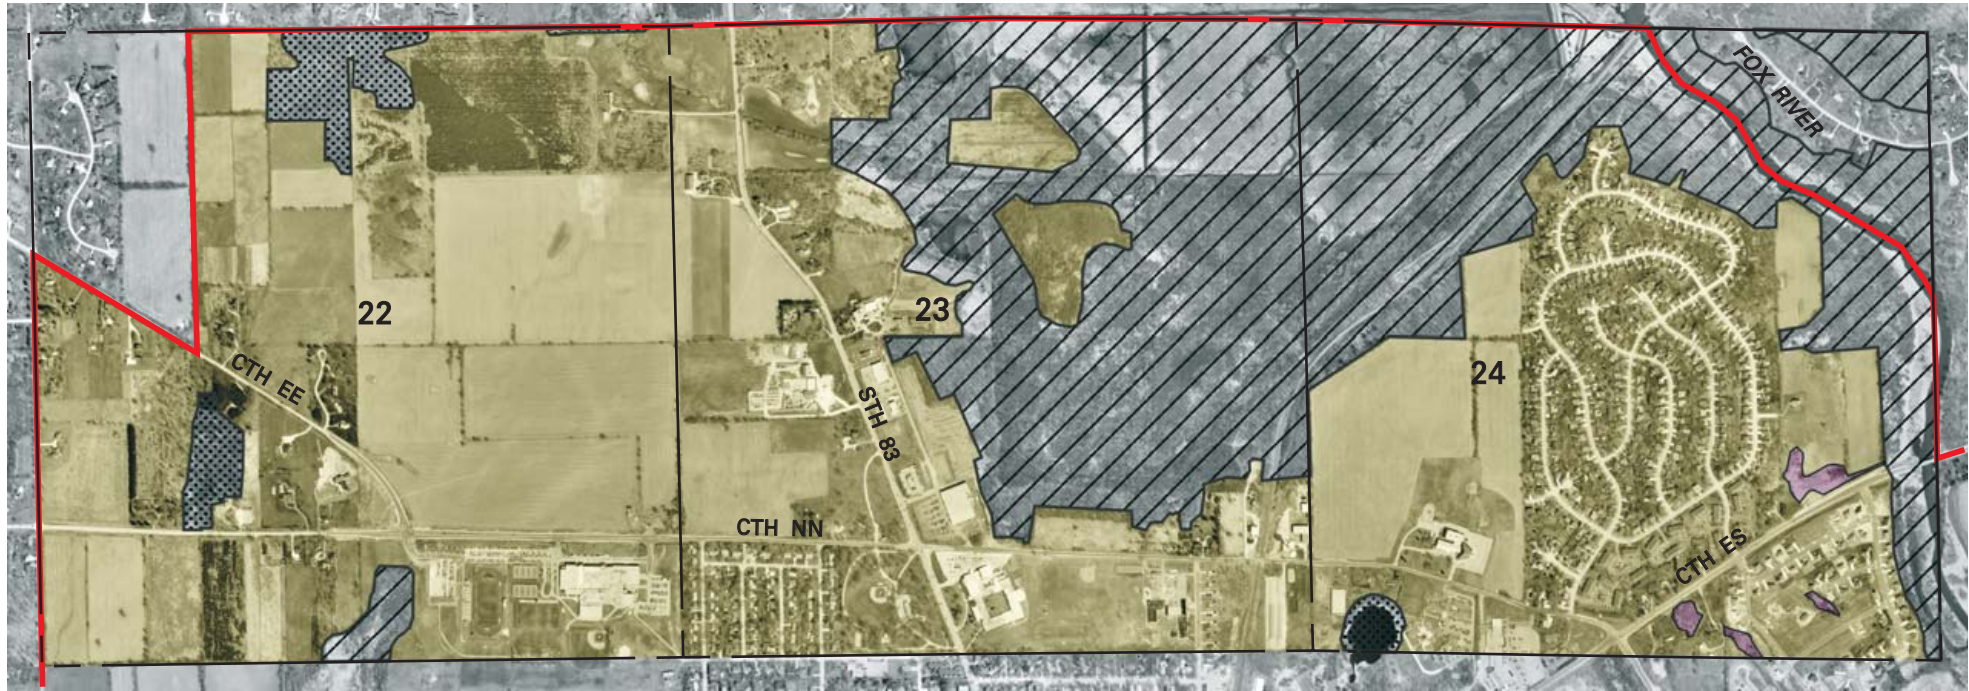 FOX RIVER
22
23
24
CTH EE
STH 83
CTH NN
CTH ES